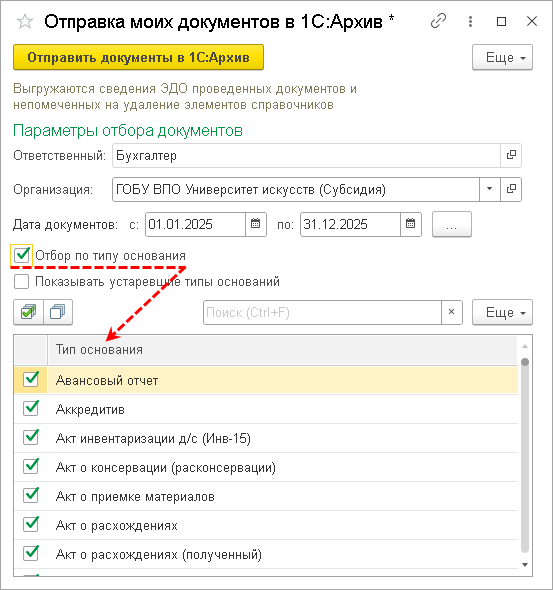 Отправка моих документов в 1С:Архив *
Отправить документы в 1С:Архив
Еще
Выгружаются сведения ЭДО проведенных документов и
непомеченных на удаление элементов справочников
Параметры отбора документов
Ответственный: Бухгалтер
Организация: ГОБУ ВПО Университет искусств (Субсидия)
Дата документов: с: 01.01.2025 по: 31.12.2025 ...
Отбор по типу основания
Показывать устаревшие типы оснований
Поиск (Ctrl+F) × Еще
Тип основания
Авансовый отчет
Аккредитив
Акт инвентаризации д/с (Инв-15)
Акт о консервации (расконсервации)
Акт о приемке материалов
Акт о расхождениях
Акт о расхождениях (полученный)